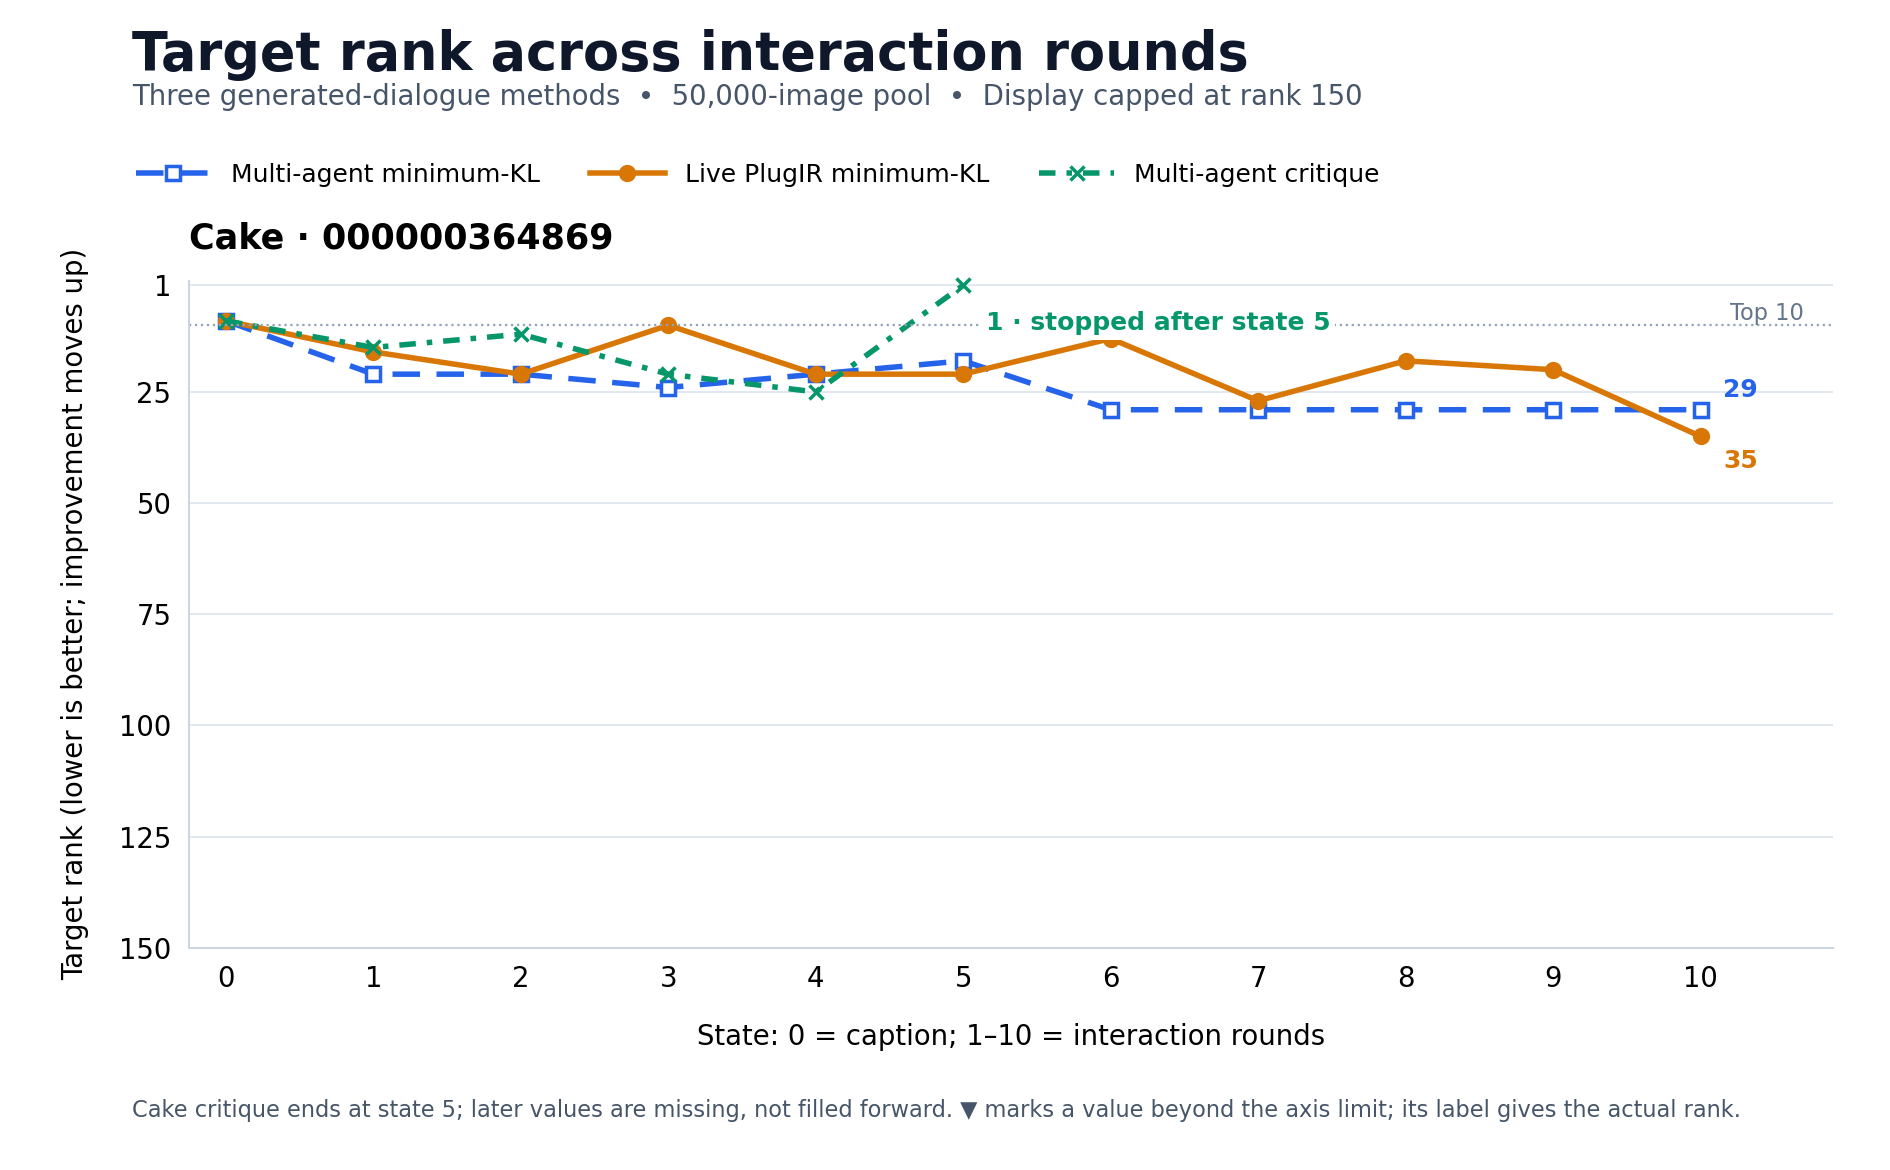 Target rank across interaction rounds
Three generated-dialogue methods • 50,000-image pool • Display capped at rank 150
Multi-agent minimum-KL
Live PlugIR minimum-KL
Multi-agent critique
Cake · 000000364869
Target rank (lower is better; improvement moves up)
1
25
50
75
100
125
150
Top 10
1 · stopped after state 5
29
35
0 1 2 3 4 5 6 7 8 9 10
State: 0 = caption; 1–10 = interaction rounds
Cake critique ends at state 5; later values are missing, not filled forward. ▼ marks a value beyond the axis limit; its label gives the actual rank.